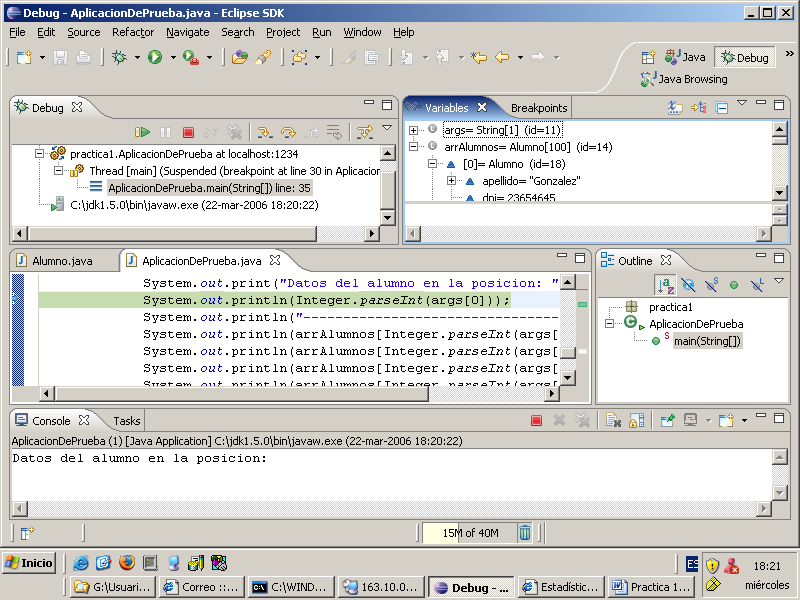 Debug - AplicacionDePrueba.java - Eclipse SDK
File Edit Source Refactor Navigate Search Project Run Window Help
Java Debug
Java Browsing
Debug
practica1.AplicacionDePrueba at localhost:1234
Thread [main] (Suspended (breakpoint at line 30 in Aplicacion
AplicacionDePrueba.main(String[]) line: 35
C:\jdk1.5.0\bin\javaw.exe (22-mar-2006 18:20:22)
Variables Breakpoints
args= String[1] (id=11)
arrAlumnos= Alumno[100] (id=14)
[0]= Alumno (id=18)
apellido= "Gonzalez"
dni= 23654645
Alumno.java AplicacionDePrueba.java
System.out.print("Datos del alumno en la posicion: "
System.out.println(Integer.parseInt(args[0]));
System.out.println("----------------------------
System.out.println(arrAlumnos[Integer.parseInt(args[
System.out.println(arrAlumnos[Integer.parseInt(args[
System.out.println(arrAlumnos[Integer.parseInt(args[
System.out.println(arrAlumnos[Integer.parseInt(args[
Outline
practica1
AplicacionDePrueba
main(String[])
Console Tasks
AplicacionDePrueba (1) [Java Application] C:\jdk1.5.0\bin\javaw.exe (22-mar-2006 18:20:22)
Datos del alumno en la posicion:
15M of 40M
Inicio
ES
18:21
G:\Usuari... Correo ::... C:\WIND... 163.10.0... Debug - ... Estadístic... Practica 1...
miércoles